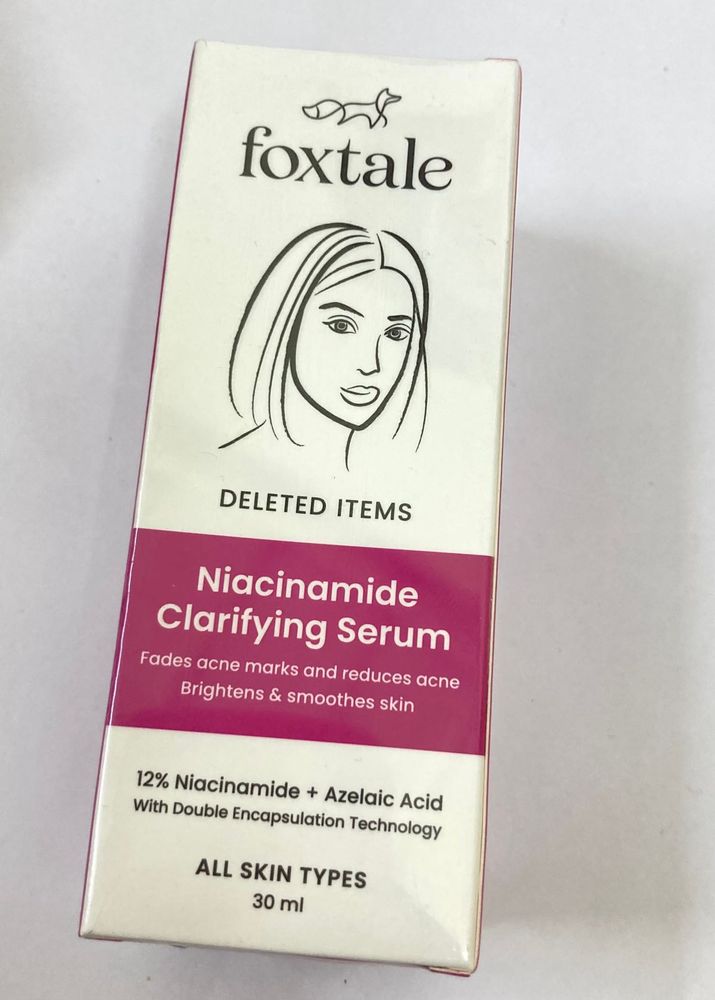 foxtale
DELETED ITEMS
Niacinamide
Clarifying Serum
Fades acne marks and reduces acne
Brightens & smoothes skin
12% Niacinamide + Azelaic Acid
With Double Encapsulation Technology
ALL SKIN TYPES
30 ml